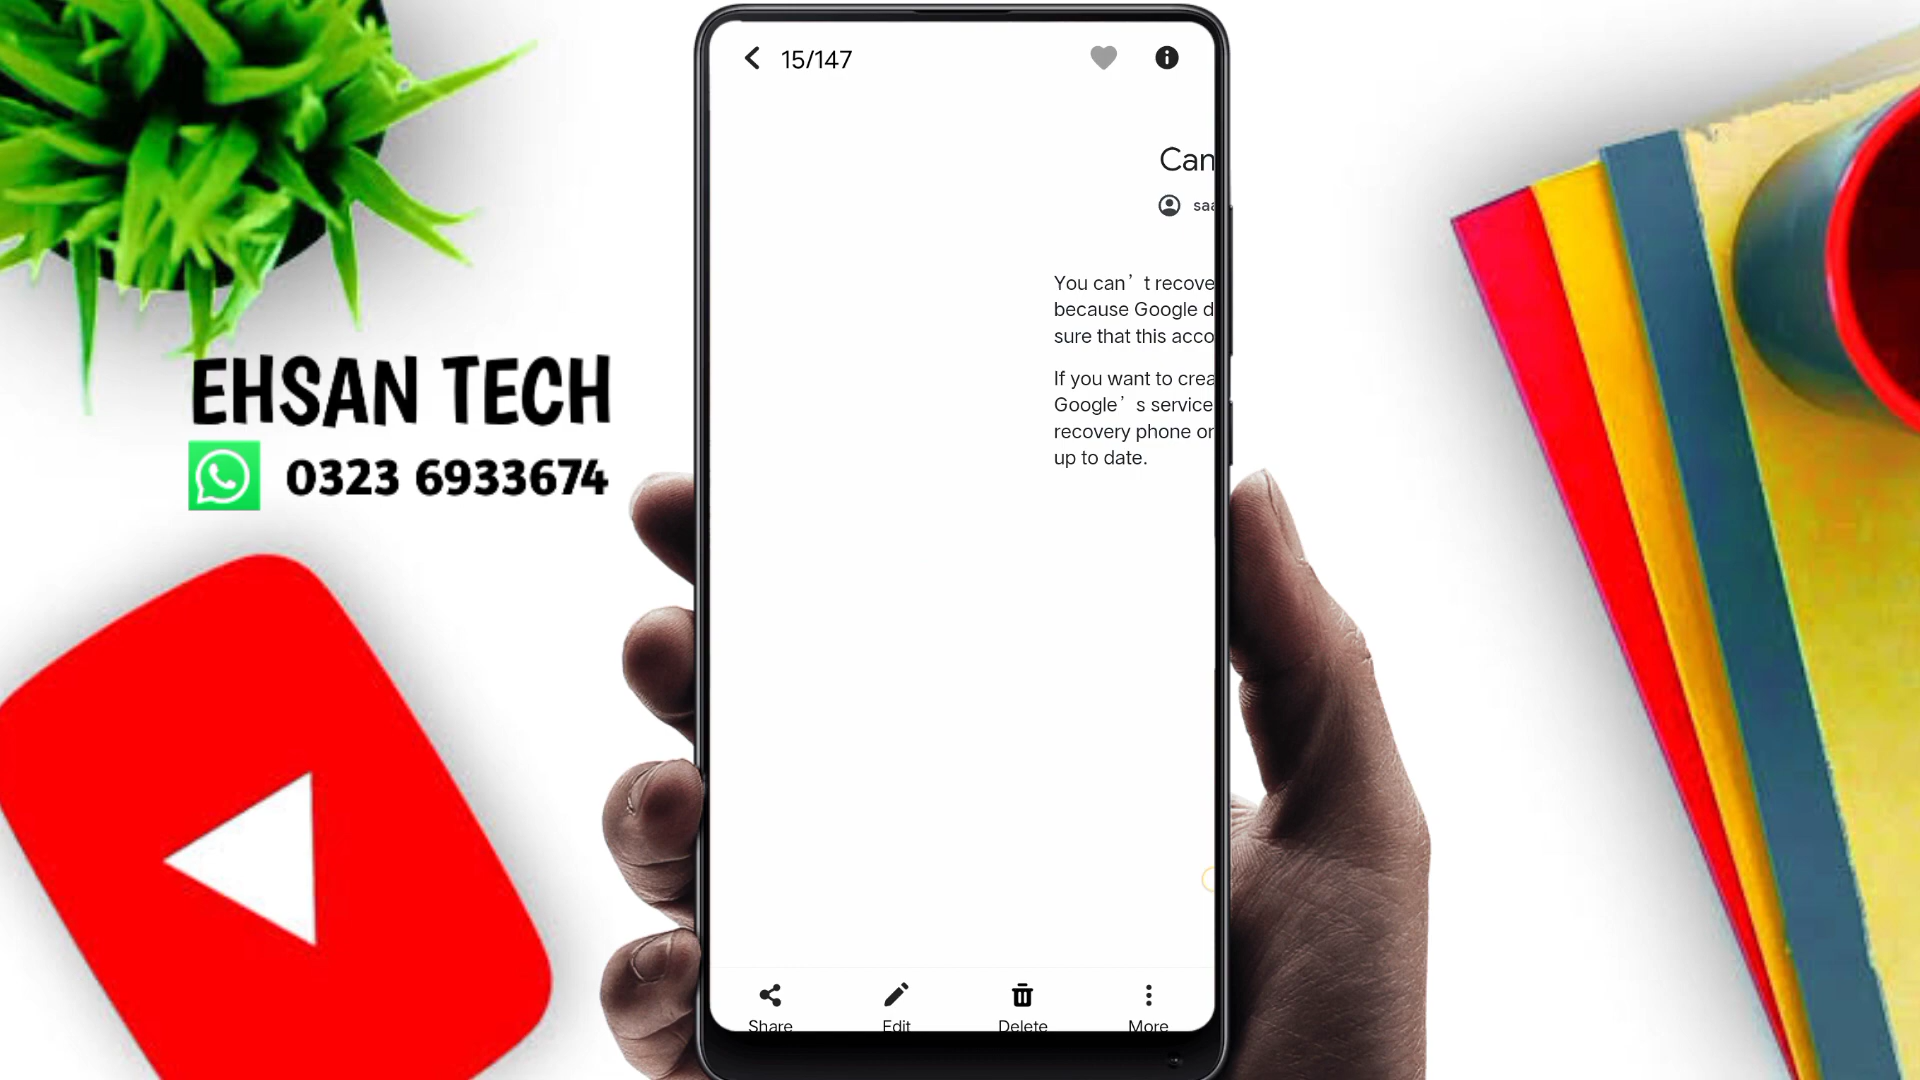 15/147
Can
saa
You can’t recove
because Google d
sure that this acco
If you want to crea
Google’s service
recovery phone or
up to date.
EHSAN TECH
0323 6933674
Share
Edit
Delete
More